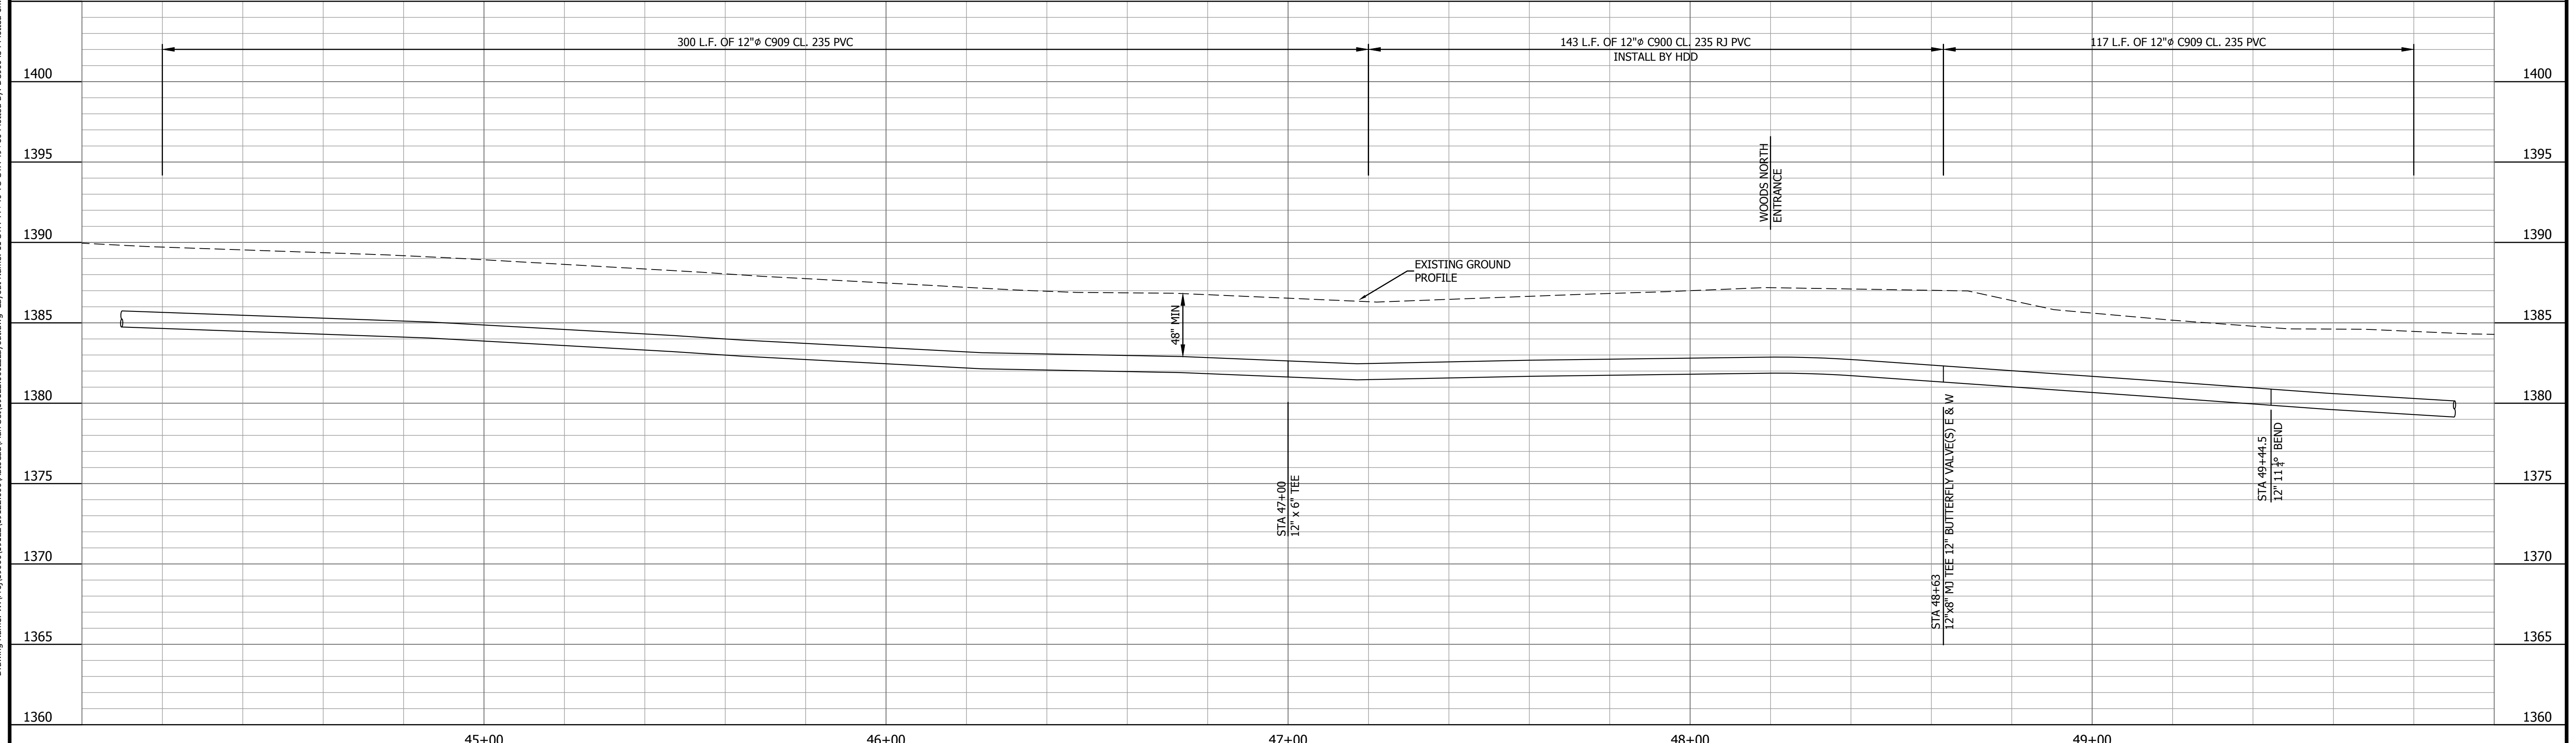 300 L.F. OF 12"ø C909 CL. 235 PVC
143 L.F. OF 12"ø C900 CL. 235 RJ PVC
INSTALL BY HDD
117 L.F. OF 12"ø C909 CL. 235 PVC
1400
1400
1395
1395
WOODS NORTH
ENTRANCE
1390
1390
EXISTING GROUND
PROFILE
48" MIN
1385
1385
1380
1380
STA 47+00
12" x 6" TEE
STA 48+63
12"x8" MJ TEE 12" BUTTERFLY VALVE(S) E & W
STA 49+44.5
12" 11¼° BEND
1375
1375
1370
1370
1365
1365
1360
1360
45+00
46+00
47+00
48+00
49+00